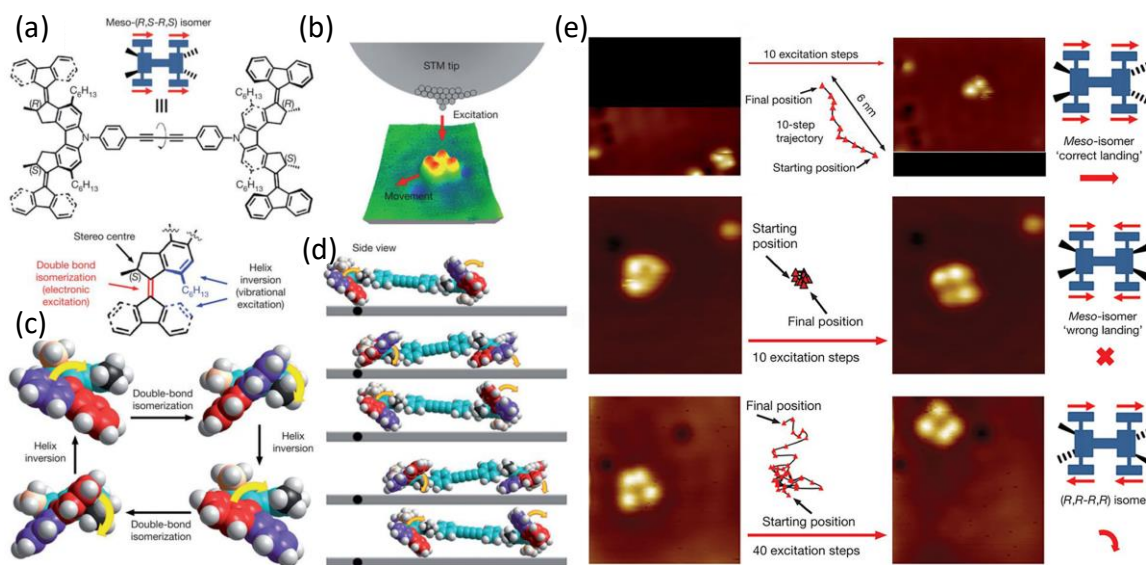 (a)
Meso-(R,S-R,S) isomer
C₆H₁₃
(R)
N
(S)
C₆H₁₃
C₆H₁₃
(R)
N
(S)
C₆H₁₃
Stereo centre
(S)
Double bond
isomerization
(electronic
excitation)
C₆H₁₃
Helix
inversion
(vibrational
excitation)
(b)
STM tip
Excitation
Movement
(c)
Double-bond
isomerization
Helix
inversion
Helix
inversion
Double-bond
isomerization
(d)
Side view
(e)
10 excitation steps
Final position
6 nm
10-step
trajectory
Starting position
Meso-isomer
'correct landing'
Starting
position
Final position
10 excitation steps
Meso-isomer
'wrong landing'
Final position
Starting position
40 excitation steps
(R,R-R,R) isome